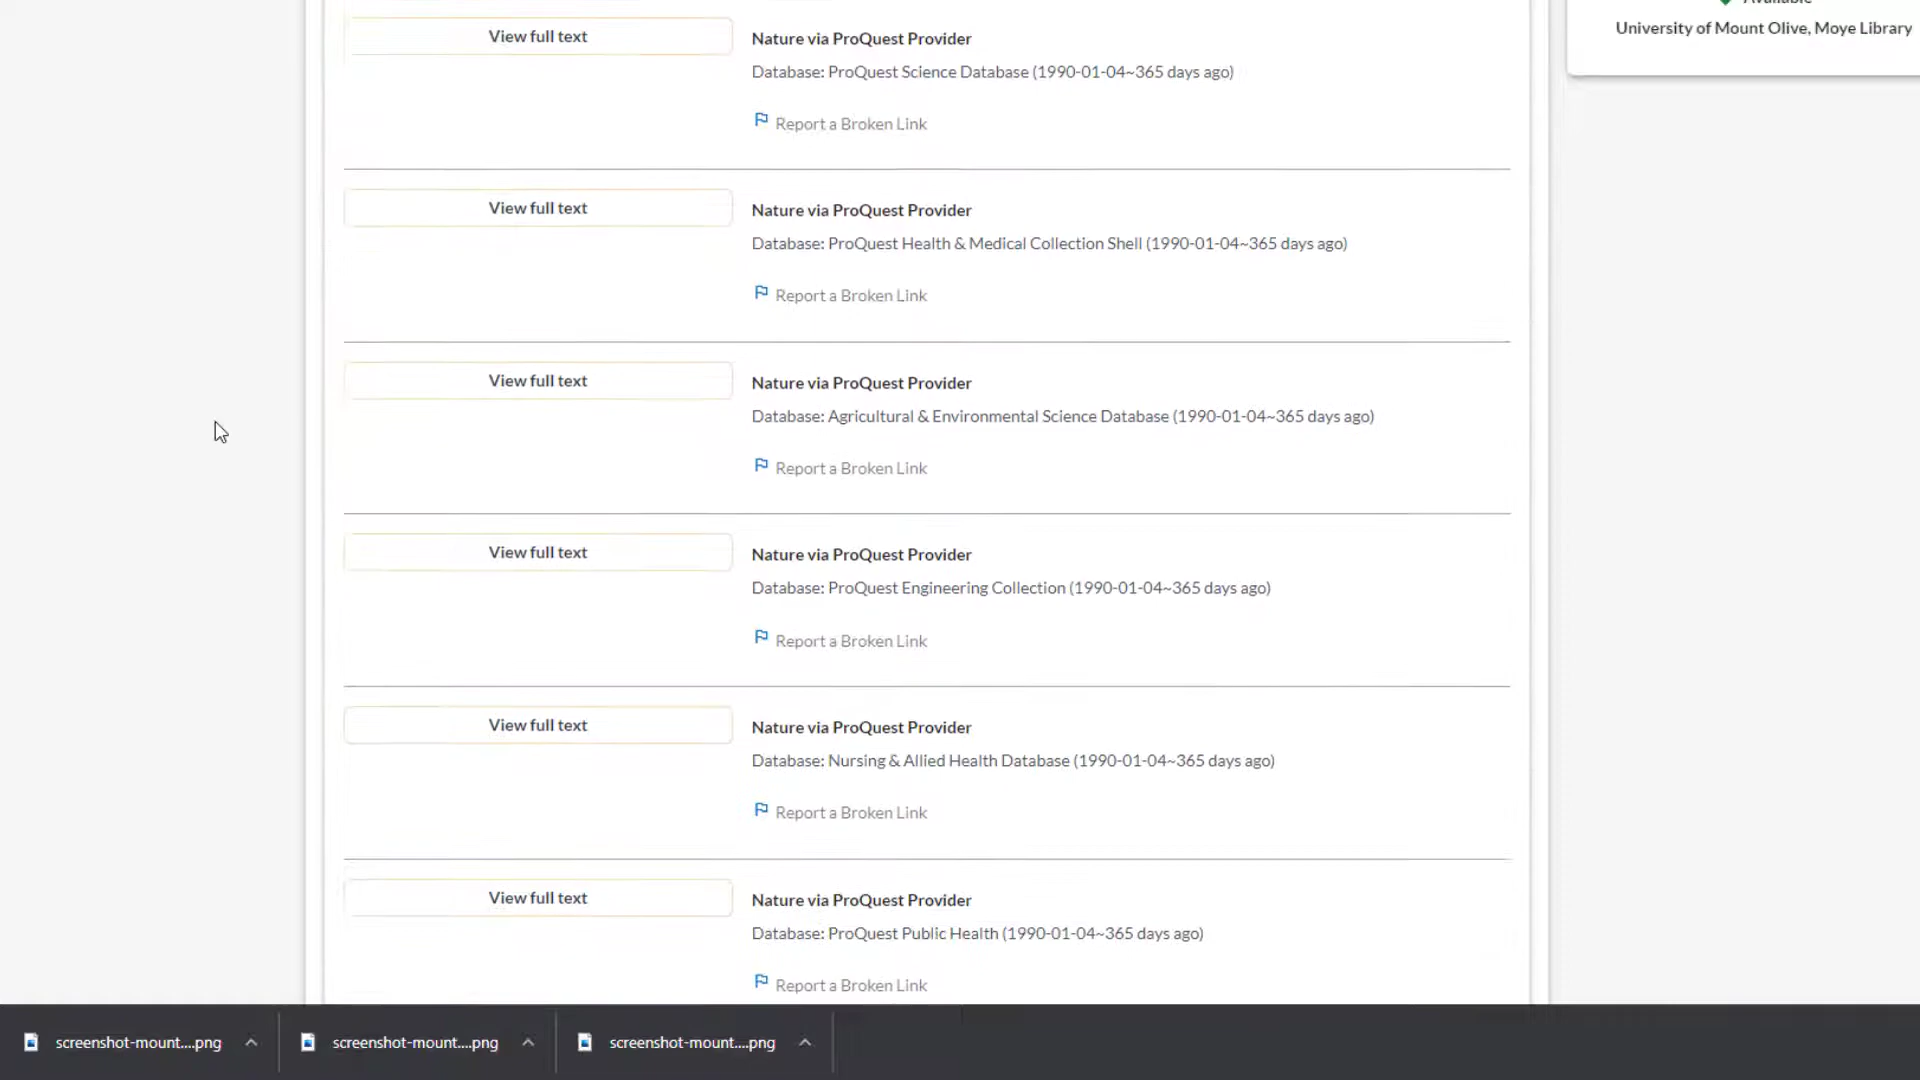 Available
University of Mount Olive, Moye Library
View full text
Nature via ProQuest Provider
Database: ProQuest Science Database (1990-01-04~365 days ago)
Report a Broken Link
View full text
Nature via ProQuest Provider
Database: ProQuest Health & Medical Collection Shell (1990-01-04~365 days ago)
Report a Broken Link
View full text
Nature via ProQuest Provider
Database: Agricultural & Environmental Science Database (1990-01-04~365 days ago)
Report a Broken Link
View full text
Nature via ProQuest Provider
Database: ProQuest Engineering Collection (1990-01-04~365 days ago)
Report a Broken Link
View full text
Nature via ProQuest Provider
Database: Nursing & Allied Health Database (1990-01-04~365 days ago)
Report a Broken Link
View full text
Nature via ProQuest Provider
Database: ProQuest Public Health (1990-01-04~365 days ago)
Report a Broken Link
screenshot-mount....png
screenshot-mount....png
screenshot-mount....png